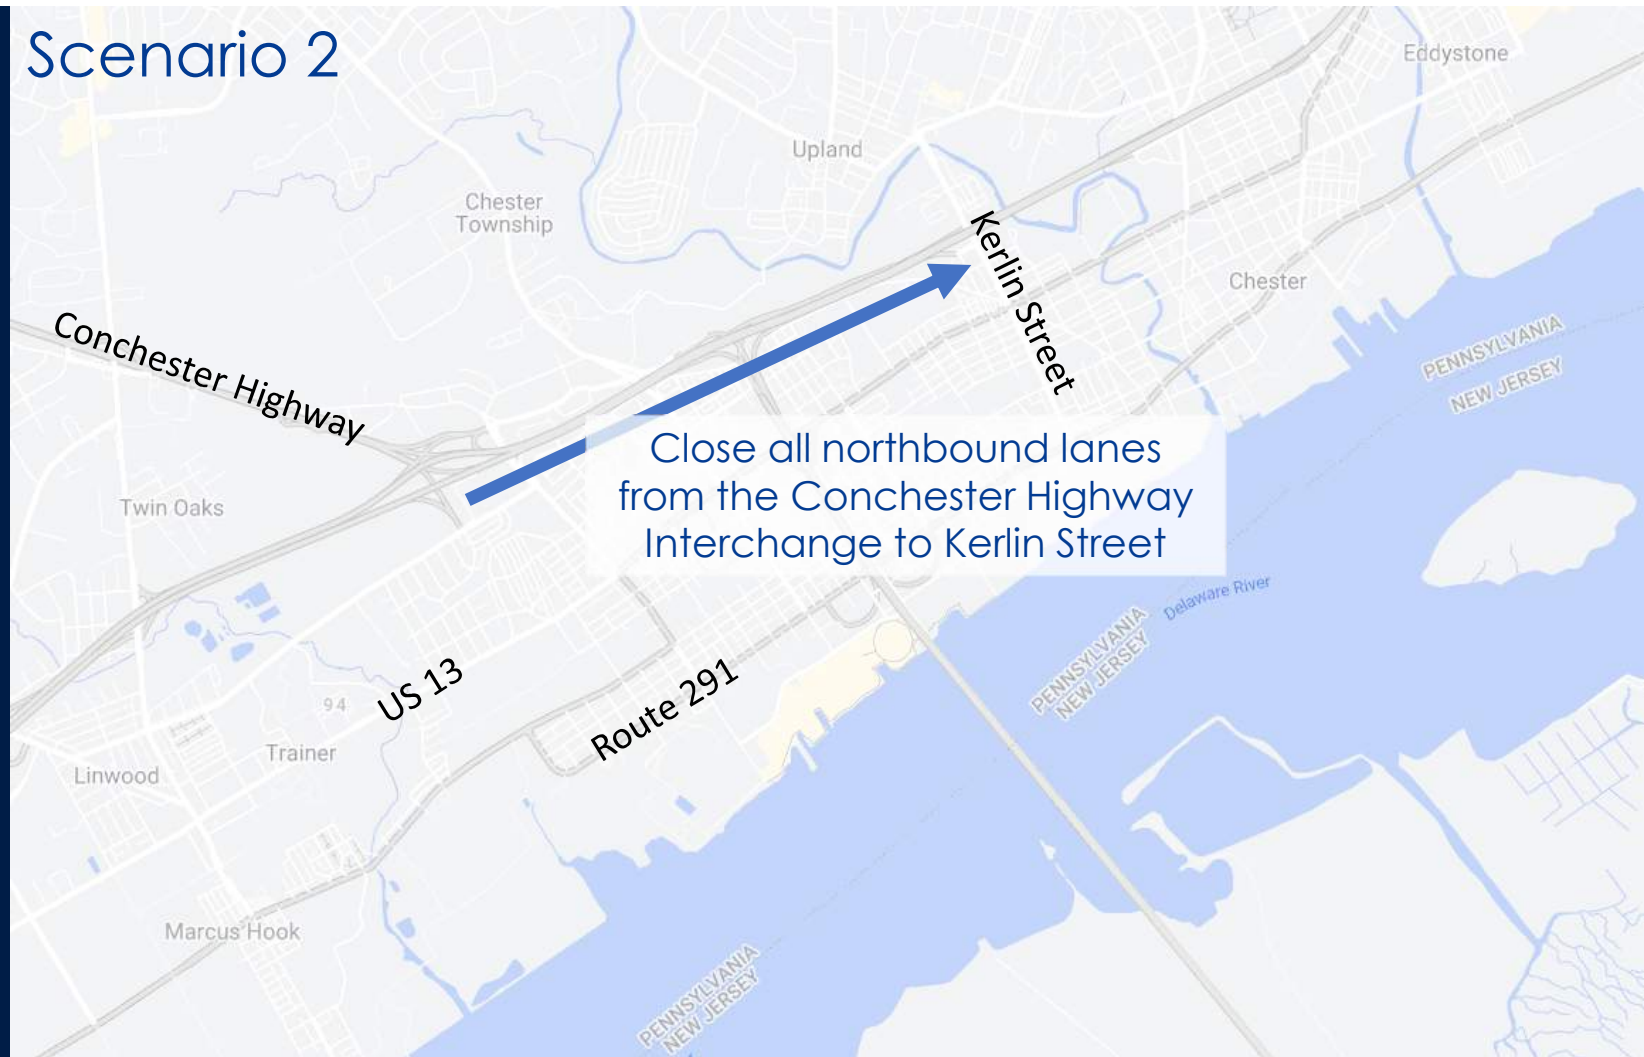 Scenario 2
Eddystone
Upland
Chester
Township
Kerlin Street
Chester
Conchester Highway
PENNSYLVANIA
NEW JERSEY
Close all northbound lanes
from the Conchester Highway
Interchange to Kerlin Street
Twin Oaks
Delaware River
PENNSYLVANIA
NEW JERSEY
US 13
Route 291
94
Trainer
Linwood
Marcus Hook
PENNSYLVANIA
NEW JERSEY